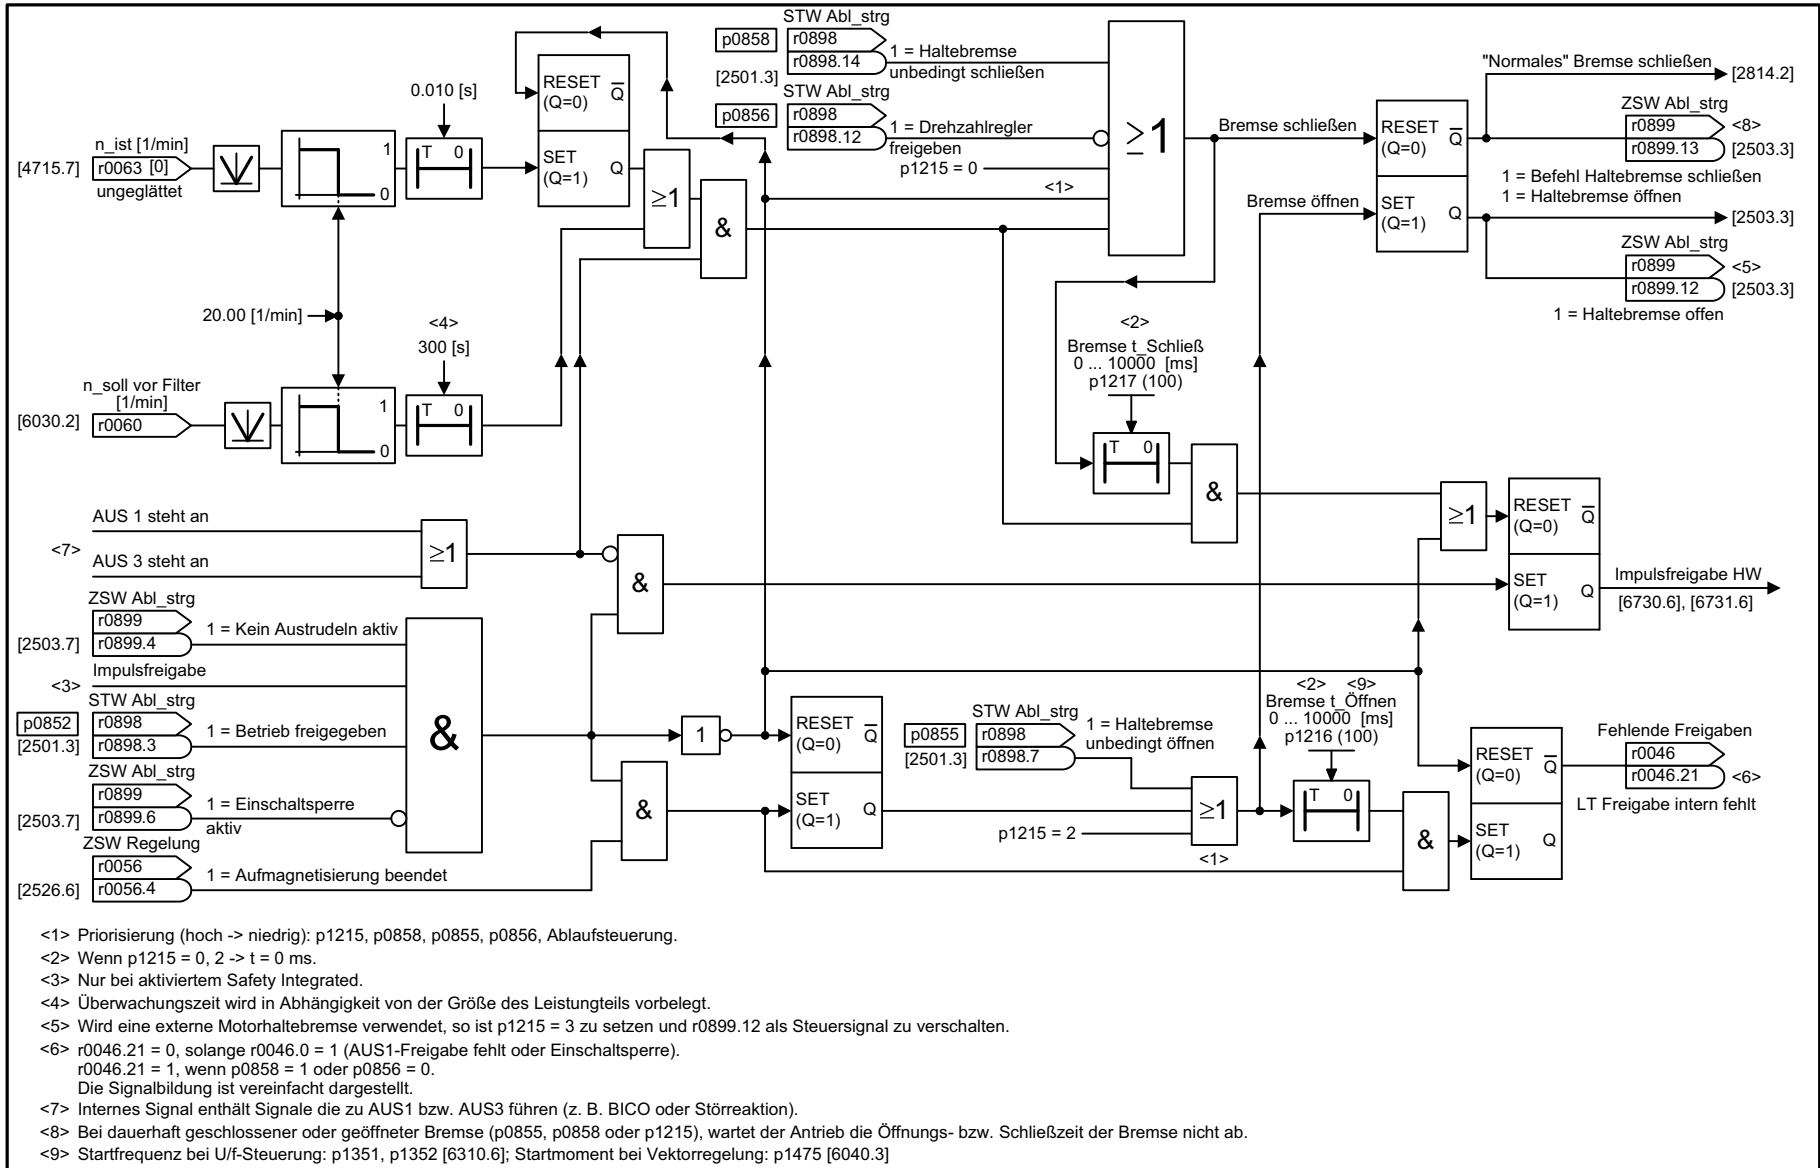 STW Abl_strg
p0858
r0898
r0898.14
1 = Haltebremse
unbedingt schließen
[2501.3]
STW Abl_strg
p0856
r0898
r0898.12
1 = Drehzahlregler
freigeben
p1215 = 0
<1>
≥1
RESET
(Q=0)
Q
SET
(Q=1)
Q
0.010 [s]
T 0
n_ist [1/min]
[4715.7]
r0063 [0]
ungeglättet
1
0
≥1
&
Bremse schließen
Bremse öffnen
RESET
(Q=0)
Q
SET
(Q=1)
Q
"Normales" Bremse schließen
[2814.2]
ZSW Abl_strg
r0899
<8>
r0899.13
[2503.3]
1 = Befehl Haltebremse schließen
1 = Haltebremse öffnen
[2503.3]
ZSW Abl_strg
r0899
<5>
r0899.12
[2503.3]
1 = Haltebremse offen
20.00 [1/min]
<4>
300 [s]
T 0
n_soll vor Filter
[1/min]
[6030.2]
r0060
1
0
<2>
Bremse t_Schließ
0 ... 10000 [ms]
p1217 (100)
T 0
&
≥1
RESET
(Q=0)
Q
SET
(Q=1)
Q
Impulsfreigabe HW
[6730.6], [6731.6]
AUS 1 steht an
<7>
AUS 3 steht an
≥1
&
ZSW Abl_strg
r0899
r0899.4
[2503.7]
1 = Kein Austrudeln aktiv
Impulsfreigabe
<3>
STW Abl_strg
p0852
r0898
[2501.3]
r0898.3
1 = Betrieb freigegeben
ZSW Abl_strg
r0899
[2503.7]
r0899.6
1 = Einschaltsperre
aktiv
ZSW Regelung
r0056
[2526.6]
r0056.4
1 = Aufmagnetisierung beendet
&
1
&
RESET
(Q=0)
Q
SET
(Q=1)
Q
STW Abl_strg
p0855
r0898
[2501.3]
r0898.7
1 = Haltebremse
unbedingt öffnen
p1215 = 2
≥1
<1>
<2> <9>
Bremse t_Öffnen
0 ... 10000 [ms]
p1216 (100)
T 0
&
RESET
(Q=0)
Q
SET
(Q=1)
Q
Fehlende Freigaben
r0046
r0046.21
<6>
LT Freigabe intern fehlt
<1> Priorisierung (hoch -> niedrig): p1215, p0858, p0855, p0856, Ablaufsteuerung.
<2> Wenn p1215 = 0, 2 -> t = 0 ms.
<3> Nur bei aktiviertem Safety Integrated.
<4> Überwachungszeit wird in Abhängigkeit von der Größe des Leistungteils vorbelegt.
<5> Wird eine externe Motorhaltebremse verwendet, so ist p1215 = 3 zu setzen und r0899.12 als Steuersignal zu verschalten.
<6> r0046.21 = 0, solange r0046.0 = 1 (AUS1-Freigabe fehlt oder Einschaltsperre).
r0046.21 = 1, wenn p0858 = 1 oder p0856 = 0.
Die Signalbildung ist vereinfacht dargestellt.
<7> Internes Signal enthält Signale die zu AUS1 bzw. AUS3 führen (z. B. BICO oder Störreaktion).
<8> Bei dauerhaft geschlossener oder geöffneter Bremse (p0855, p0858 oder p1215), wartet der Antrieb die Öffnungs- bzw. Schließzeit der Bremse nicht ab.
<9> Startfrequenz bei U/f-Steuerung: p1351, p1352 [6310.6]; Startmoment bei Vektorregelung: p1475 [6040.3]